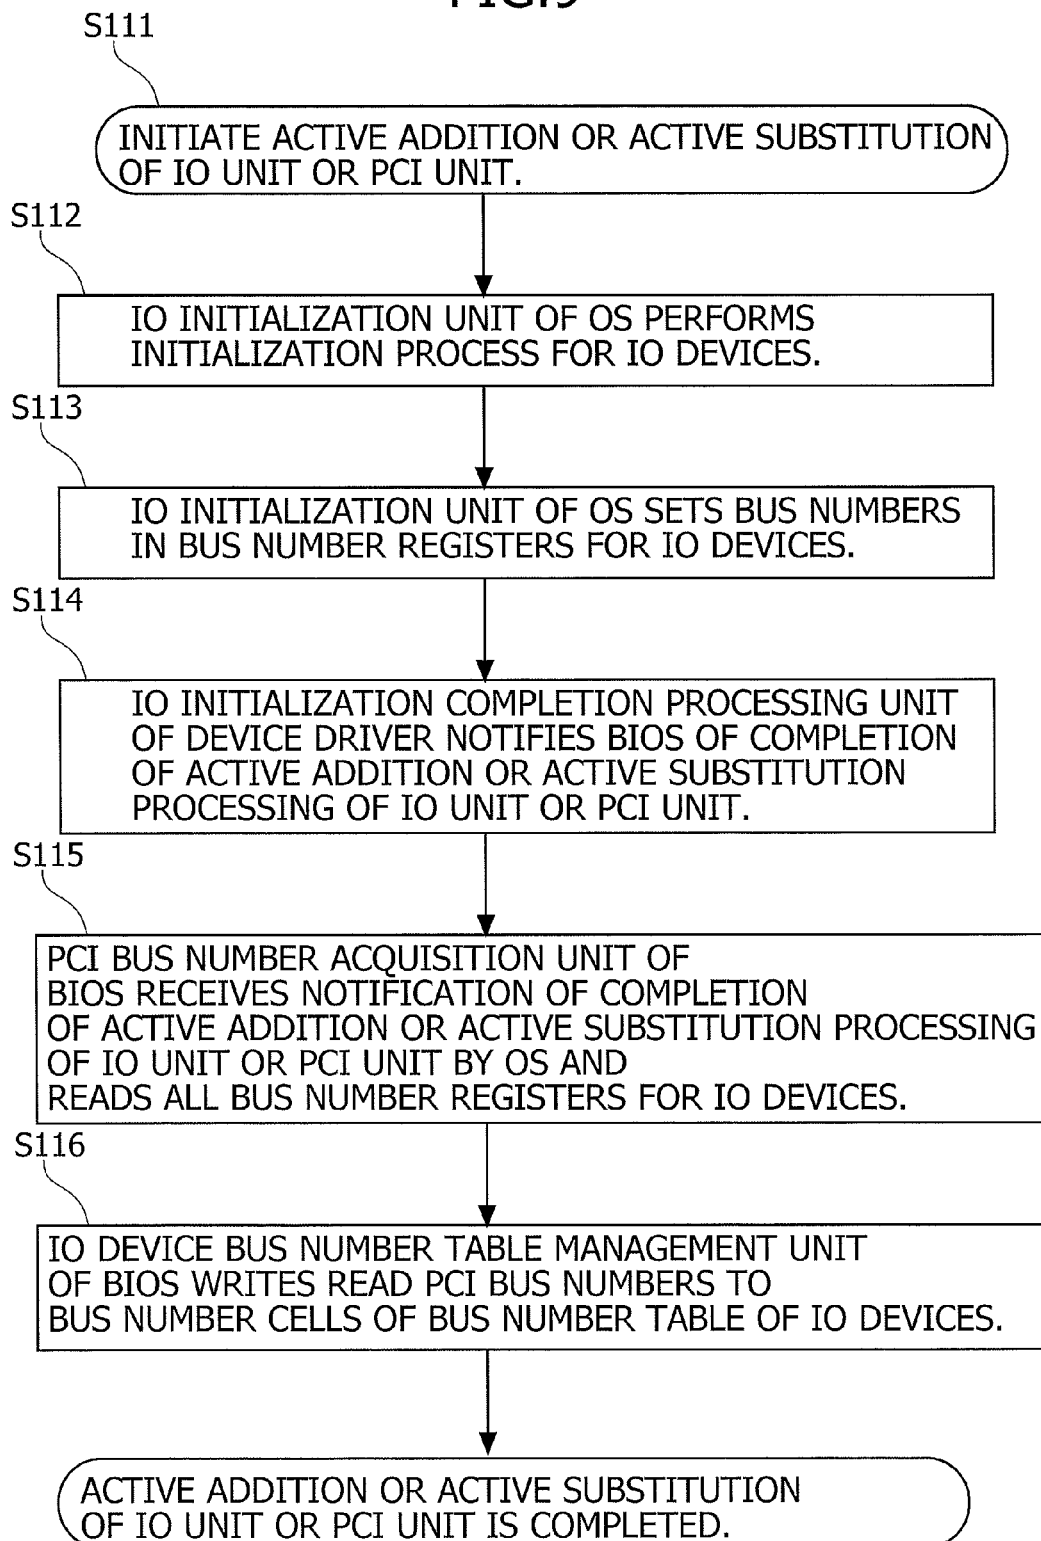 FIG.9
S111
INITIATE ACTIVE ADDITION OR ACTIVE SUBSTITUTION
OF IO UNIT OR PCI UNIT.
S112
IO INITIALIZATION UNIT OF OS PERFORMS
INITIALIZATION PROCESS FOR IO DEVICES.
S113
IO INITIALIZATION UNIT OF OS SETS BUS NUMBERS
IN BUS NUMBER REGISTERS FOR IO DEVICES.
S114
IO INITIALIZATION COMPLETION PROCESSING UNIT
OF DEVICE DRIVER NOTIFIES BIOS OF COMPLETION
OF ACTIVE ADDITION OR ACTIVE SUBSTITUTION
PROCESSING OF IO UNIT OR PCI UNIT.
S115
PCI BUS NUMBER ACQUISITION UNIT OF
BIOS RECEIVES NOTIFICATION OF COMPLETION
OF ACTIVE ADDITION OR ACTIVE SUBSTITUTION PROCESSING
OF IO UNIT OR PCI UNIT BY OS AND
READS ALL BUS NUMBER REGISTERS FOR IO DEVICES.
S116
IO DEVICE BUS NUMBER TABLE MANAGEMENT UNIT
OF BIOS WRITES READ PCI BUS NUMBERS TO
BUS NUMBER CELLS OF BUS NUMBER TABLE OF IO DEVICES.
ACTIVE ADDITION OR ACTIVE SUBSTITUTION
OF IO UNIT OR PCI UNIT IS COMPLETED.